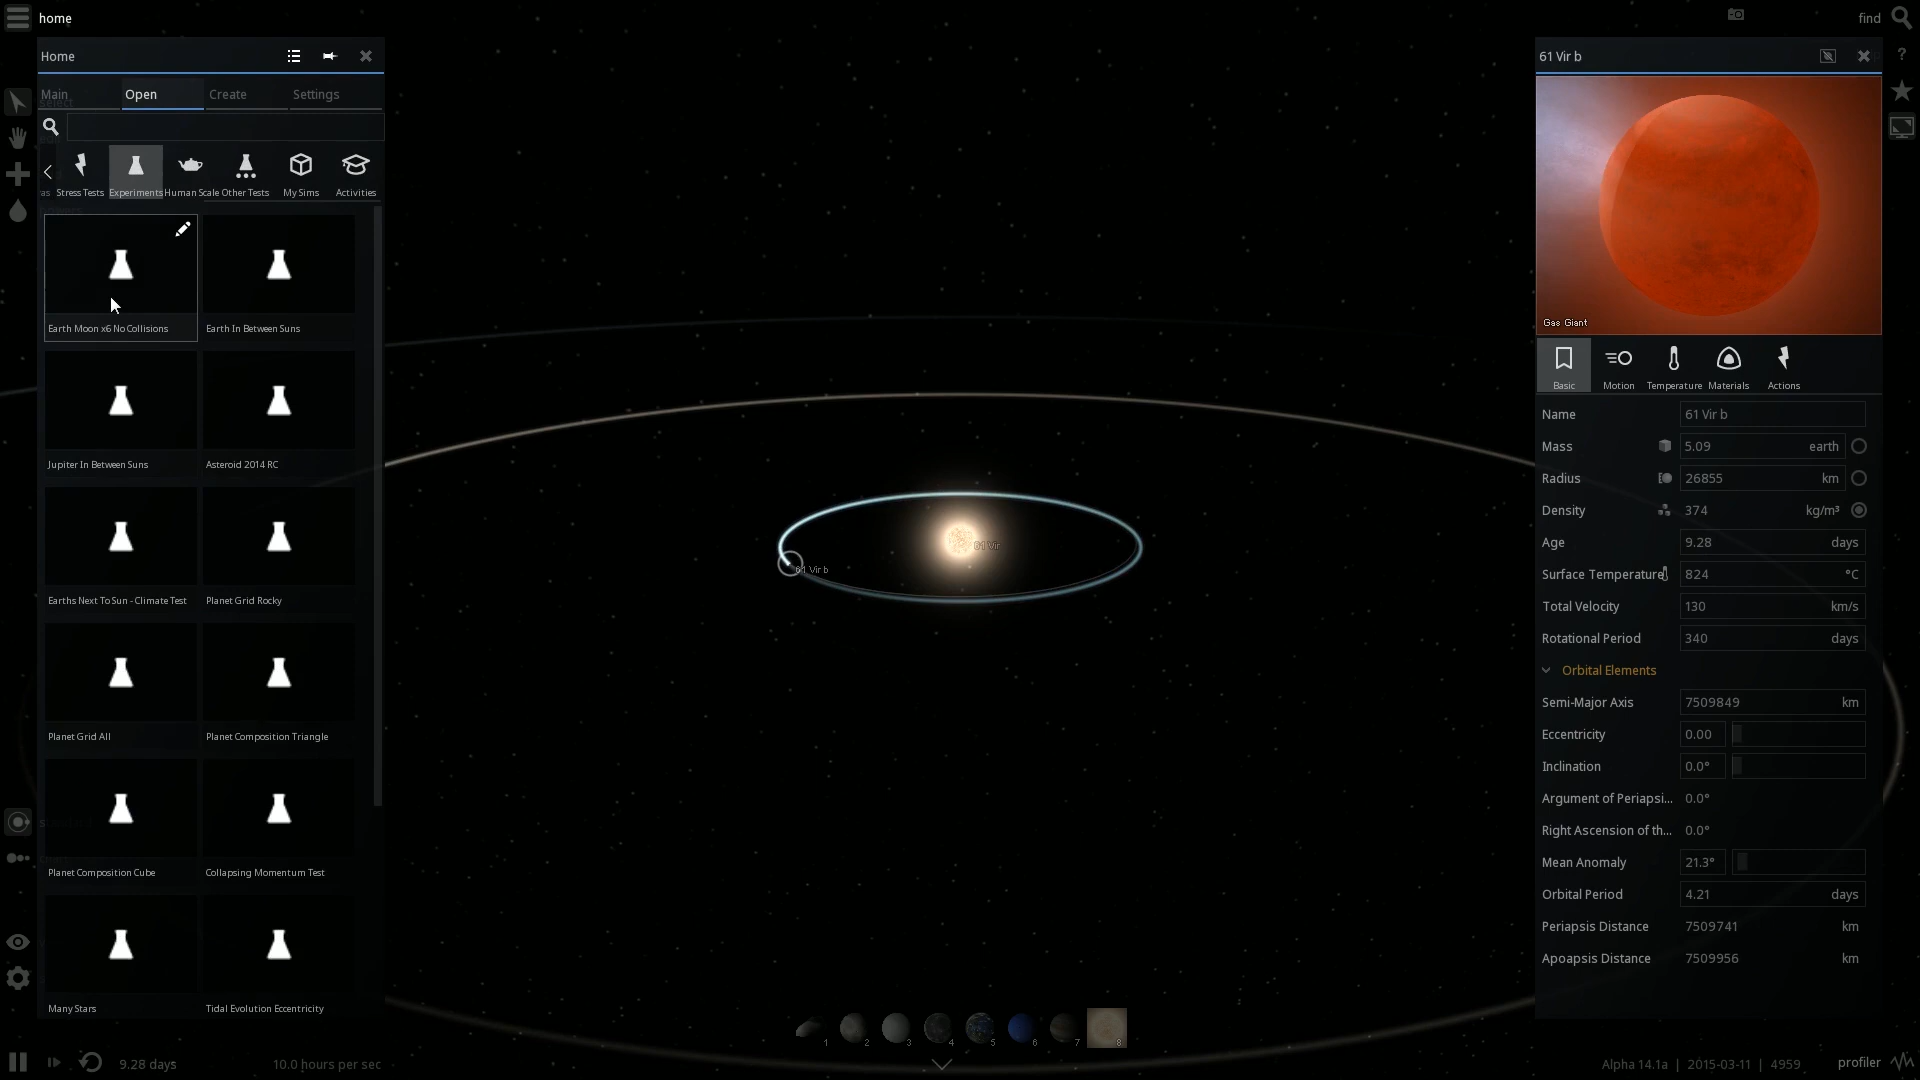 home
find
Home
Main
Open
Create
Settings
Stress Tests
Experiments
Human Scale
Other Tests
My Sims
Activities
Earth Moon x6 No Collisions
Earth In Between Suns
Jupiter In Between Suns
Asteroid 2014 RC
Earths Next To Sun - Climate Test
Planet Grid Rocky
Planet Grid All
Planet Composition Triangle
Planet Composition Cube
Collapsing Momentum Test
Many Stars
Tidal Evolution Eccentricity
61 Vir
61 Vir b
1 2 3 4 5 6 7 8
9.28 days
10.0 hours per sec
61 Vir b
?
Gas Giant
Basic
Motion
Temperature
Materials
Actions
Name 61 Vir b
Mass 5.09 earth
Radius 26855 km
Density 374 kg/m³
Age 9.28 days
Surface Temperature 824 °C
Total Velocity 130 km/s
Rotational Period 340 days
Orbital Elements
Semi-Major Axis 7509849 km
Eccentricity 0.00
Inclination 0.0°
Argument of Periapsi... 0.0°
Right Ascension of th... 0.0°
Mean Anomaly 21.3°
Orbital Period 4.21 days
Periapsis Distance 7509741 km
Apoapsis Distance 7509956 km
Alpha 14.1a | 2015-03-11 | 4959
profiler